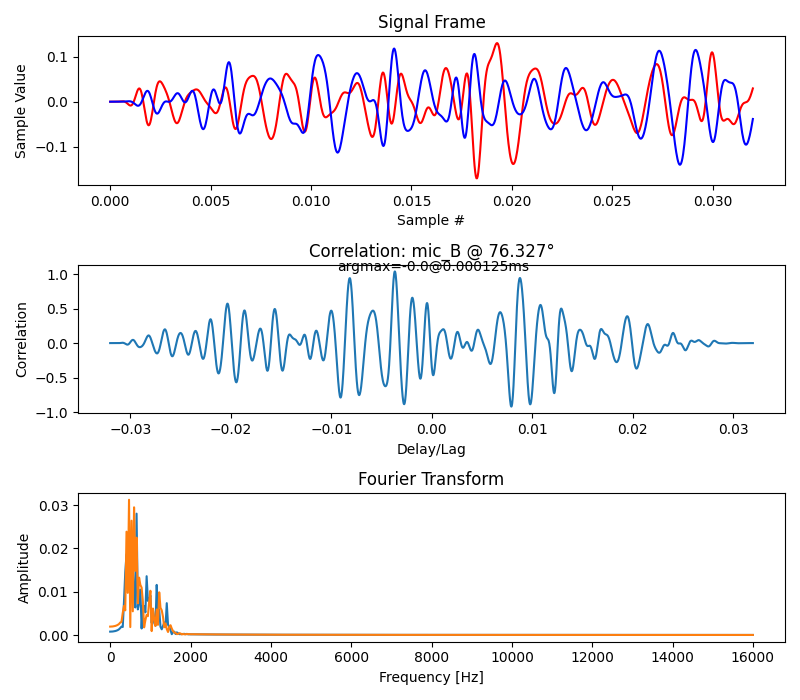 Signal Frame
0.1
0.0
−0.1
Sample Value
0.000 0.005 0.010 0.015 0.020 0.025 0.030
Sample #
Correlation: mic_B @ 76.327°
argmax=-0.0@0.000125ms
1.0
0.5
0.0
−0.5
−1.0
Correlation
−0.03 −0.02 −0.01 0.00 0.01 0.02 0.03
Delay/Lag
Fourier Transform
0.03
0.02
0.01
0.00
Amplitude
0 2000 4000 6000 8000 10000 12000 14000 16000
Frequency [Hz]